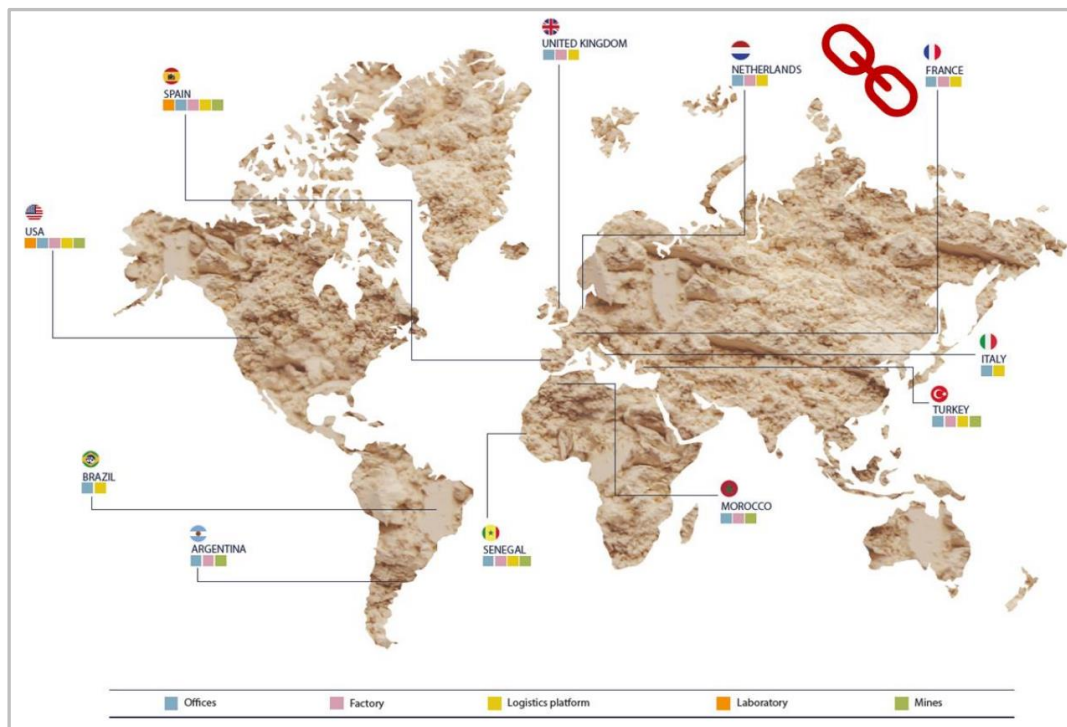 UNITED KINGDOM
NETHERLANDS
FRANCE
SPAIN
USA
ITALY
TURKEY
BRAZIL
MOROCCO
ARGENTINA
SENEGAL
Offices
Factory
Logistics platform
Laboratory
Mines